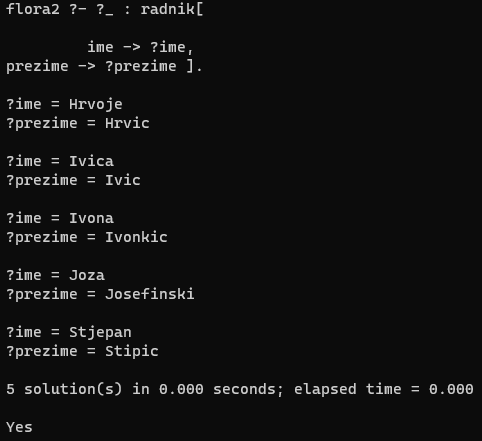 flora2 ?- ?_ : radnik[
ime -> ?ime,
prezime -> ?prezime ].
?ime = Hrvoje
?prezime = Hrvic
?ime = Ivica
?prezime = Ivic
?ime = Ivona
?prezime = Ivonkic
?ime = Joza
?prezime = Josefinski
?ime = Stjepan
?prezime = Stipic
5 solution(s) in 0.000 seconds; elapsed time = 0.000
Yes